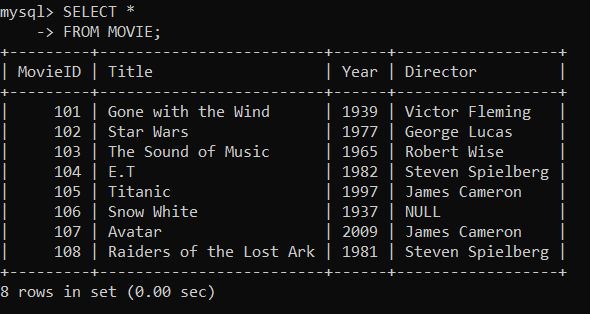 mysql> SELECT *
    -> FROM MOVIE;
+---------+-------------------------+------+------------------+
| MovieID | Title                   | Year | Director         |
+---------+-------------------------+------+------------------+
|     101 | Gone with the Wind      | 1939 | Victor Fleming   |
|     102 | Star Wars               | 1977 | George Lucas     |
|     103 | The Sound of Music      | 1965 | Robert Wise      |
|     104 | E.T                     | 1982 | Steven Spielberg |
|     105 | Titanic                 | 1997 | James Cameron    |
|     106 | Snow White              | 1937 | NULL             |
|     107 | Avatar                  | 2009 | James Cameron    |
|     108 | Raiders of the Lost Ark | 1981 | Steven Spielberg |
+---------+-------------------------+------+------------------+
8 rows in set (0.00 sec)